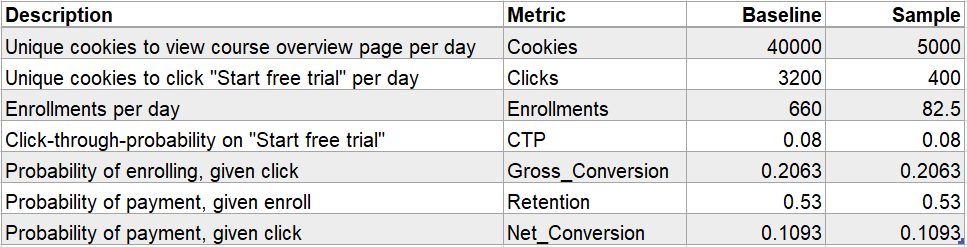 Description Metric Baseline Sample
Unique cookies to view course overview page per day Cookies 40000 5000
Unique cookies to click "Start free trial" per day Clicks 3200 400
Enrollments per day Enrollments 660 82.5
Click-through-probability on "Start free trial" CTP 0.08 0.08
Probability of enrolling, given click Gross_Conversion 0.2063 0.2063
Probability of payment, given enroll Retention 0.53 0.53
Probability of payment, given click Net_Conversion 0.1093 0.1093